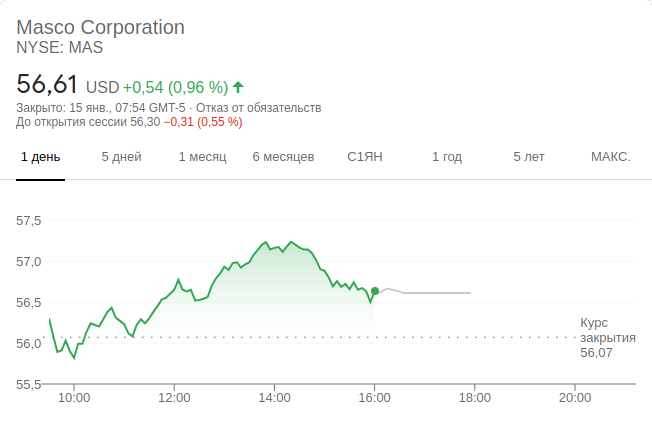 Masco Corporation
NYSE: MAS
56,61 USD +0,54 (0,96 %)
Закрыто: 15 янв., 07:54 GMT-5 · Отказ от обязательств
До открытия сессии 56,30 −0,31 (0,55 %)
1 день 5 дней 1 месяц 6 месяцев С1ЯН 1 год 5 лет МАКС.
57,5
57,0
56,5
56,0
55,5
Курс
закрытия
56,07
10:00 12:00 14:00 16:00 18:00 20:00